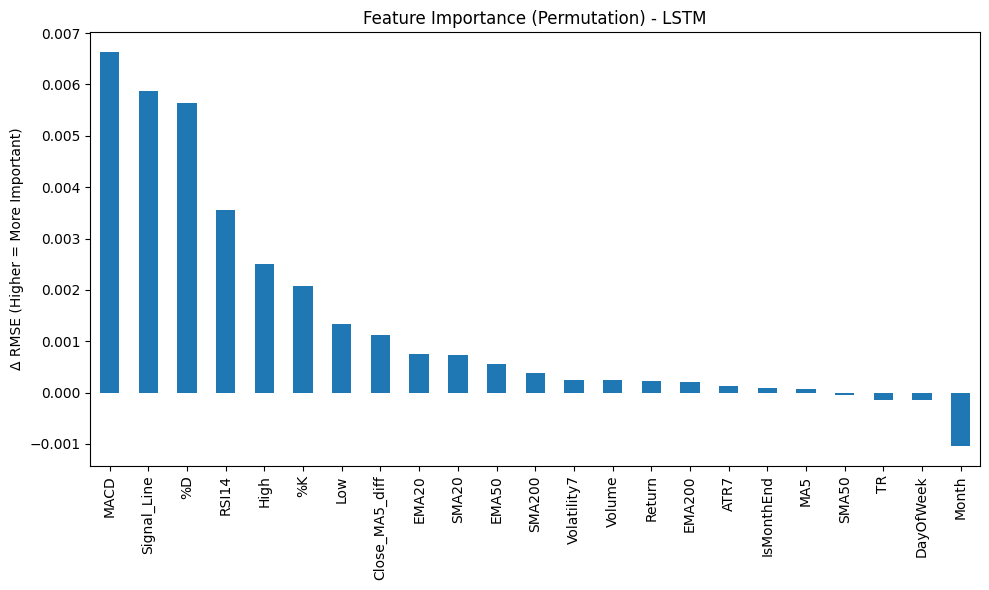 Feature Importance (Permutation) - LSTM
Δ RMSE (Higher = More Important)
0.007
0.006
0.005
0.004
0.003
0.002
0.001
0.000
−0.001
MACD
Signal_Line
%D
RSI14
High
%K
Low
Close_MA5_diff
EMA20
SMA20
EMA50
SMA200
Volatility7
Volume
Return
EMA200
ATR7
IsMonthEnd
MA5
SMA50
TR
DayOfWeek
Month